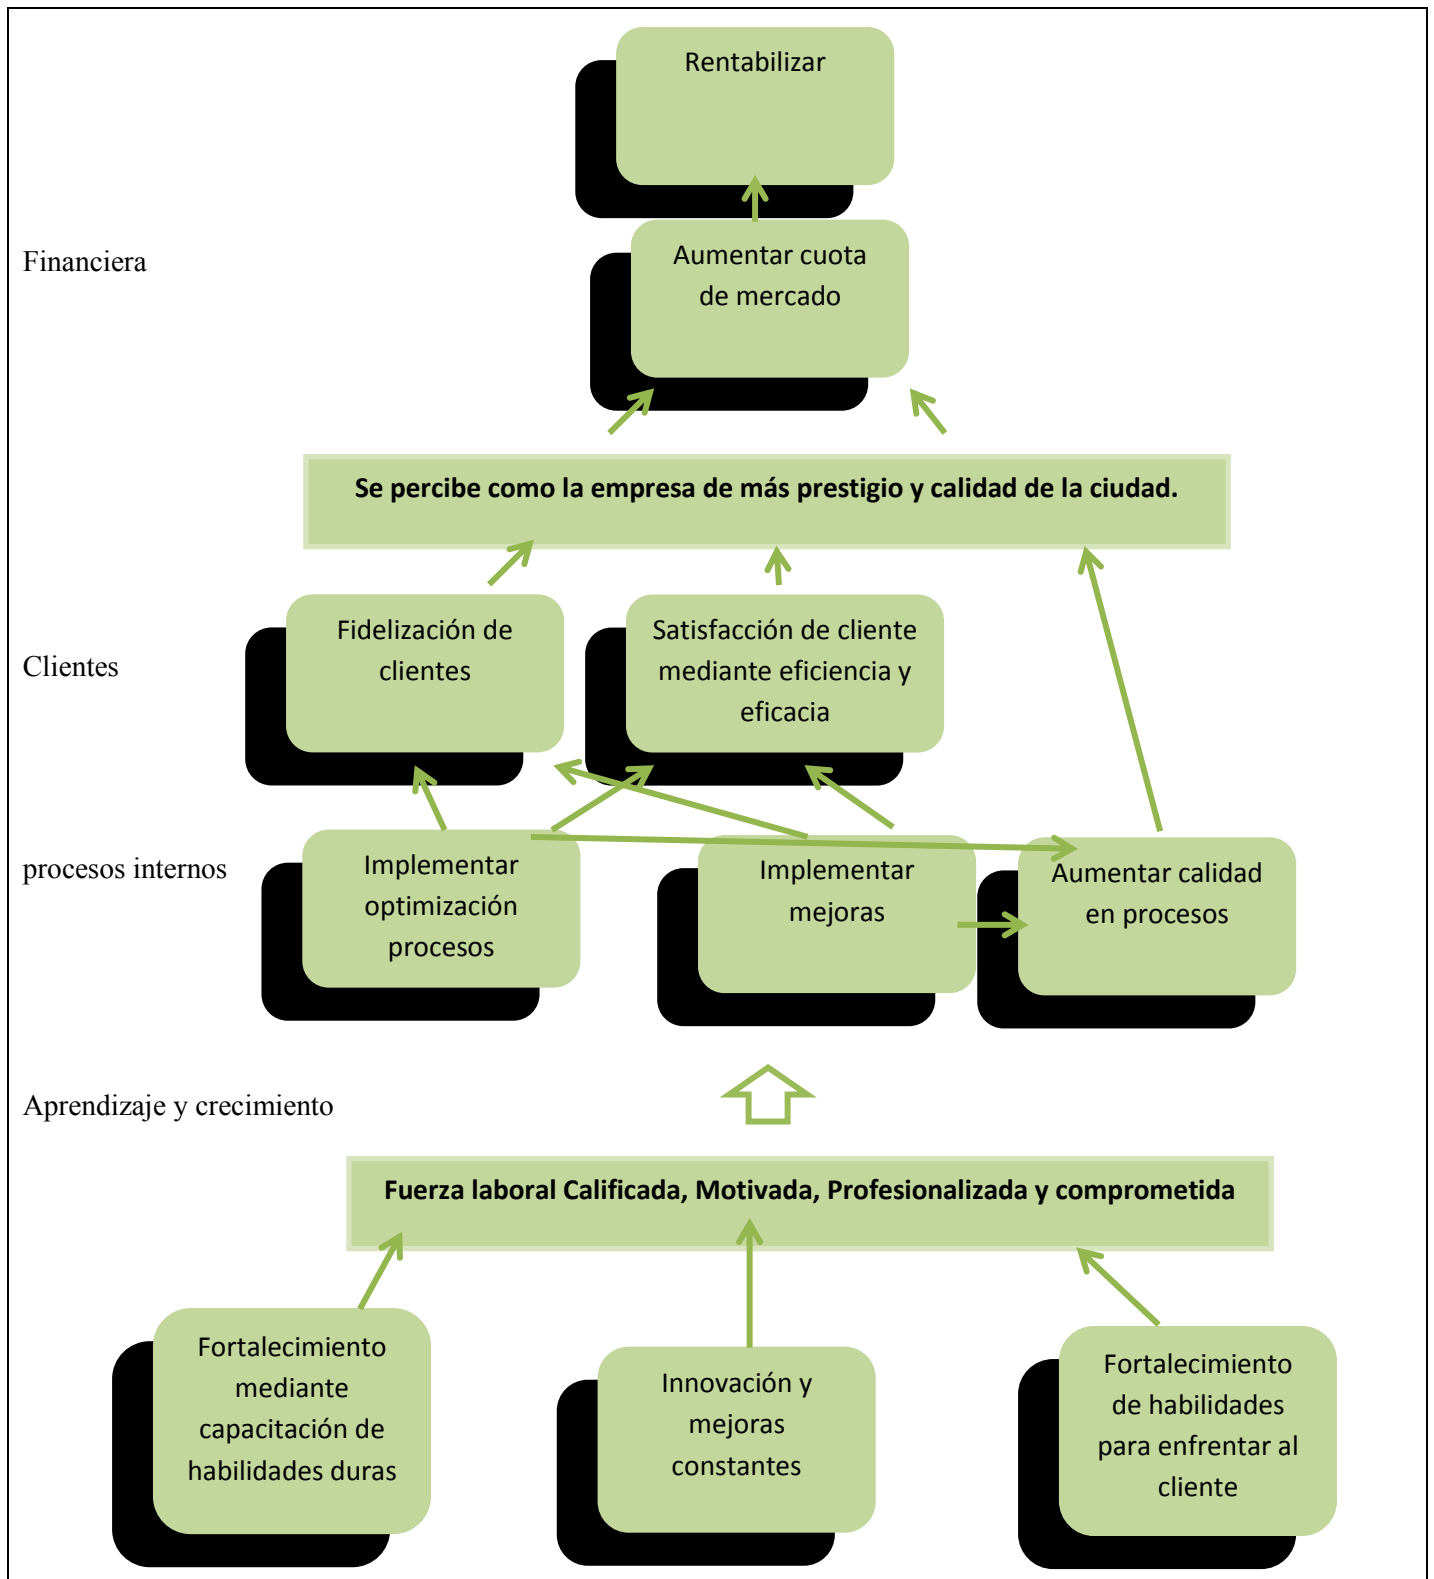 Rentabilizar
Financiera
Aumentar cuota
de mercado
Se percibe como la empresa de más prestigio y calidad de la ciudad.
Clientes
Fidelización de
clientes
Satisfacción de cliente
mediante eficiencia y
eficacia
procesos internos
Implementar
optimización
procesos
Implementar
mejoras
Aumentar calidad
en procesos
Aprendizaje y crecimiento
Fuerza laboral Calificada, Motivada, Profesionalizada y comprometida
Fortalecimiento
mediante
capacitación de
habilidades duras
Innovación y
mejoras
constantes
Fortalecimiento
de habilidades
para enfrentar al
cliente